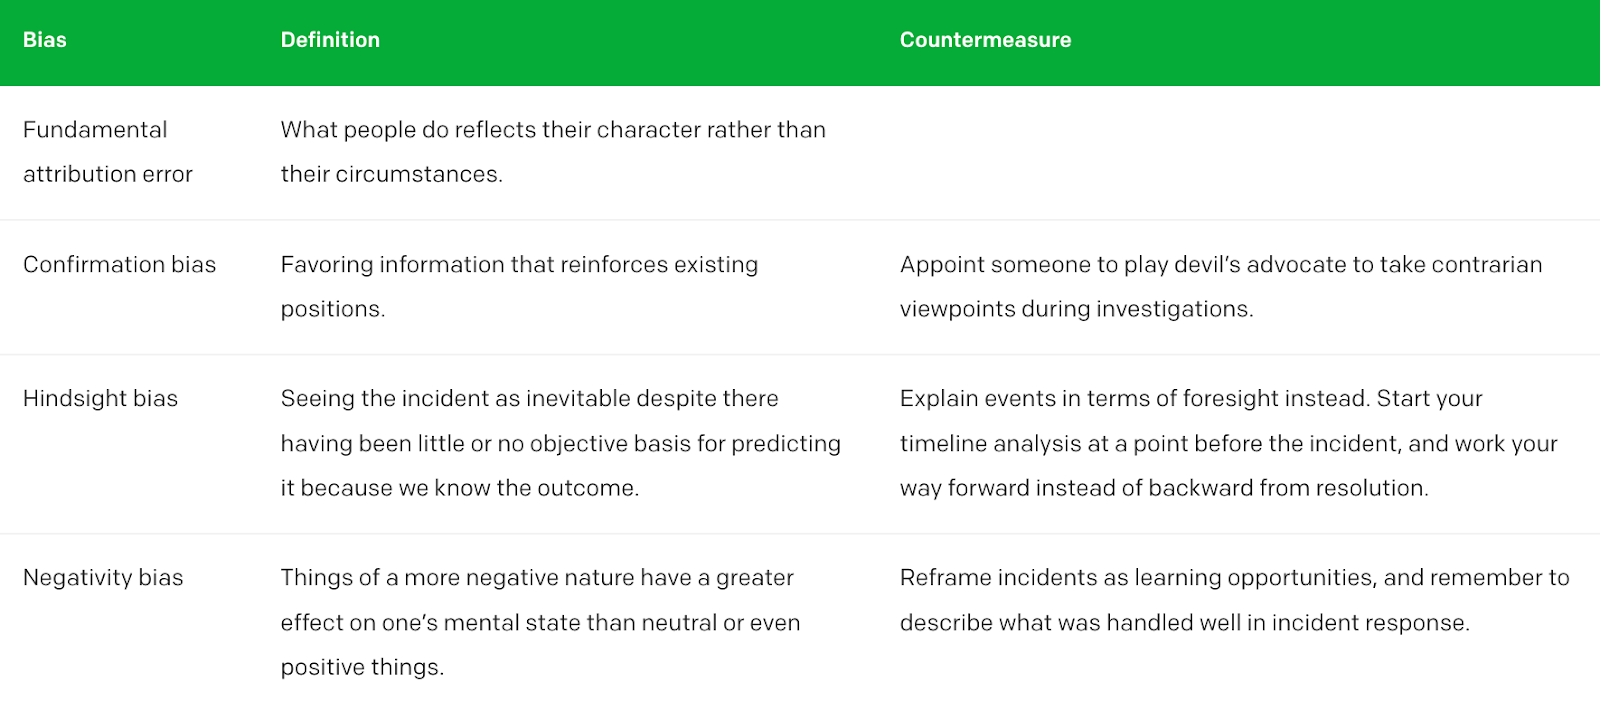 Bias Definition Countermeasure
Fundamental What people do reflects their character rather than
attribution error their circumstances.
Confirmation bias Favoring information that reinforces existing Appoint someone to play devil’s advocate to take contrarian
positions. viewpoints during investigations.
Hindsight bias Seeing the incident as inevitable despite there Explain events in terms of foresight instead. Start your
having been little or no objective basis for predicting timeline analysis at a point before the incident, and work your
it because we know the outcome. way forward instead of backward from resolution.
Negativity bias Things of a more negative nature have a greater Reframe incidents as learning opportunities, and remember to
effect on one’s mental state than neutral or even describe what was handled well in incident response.
positive things.